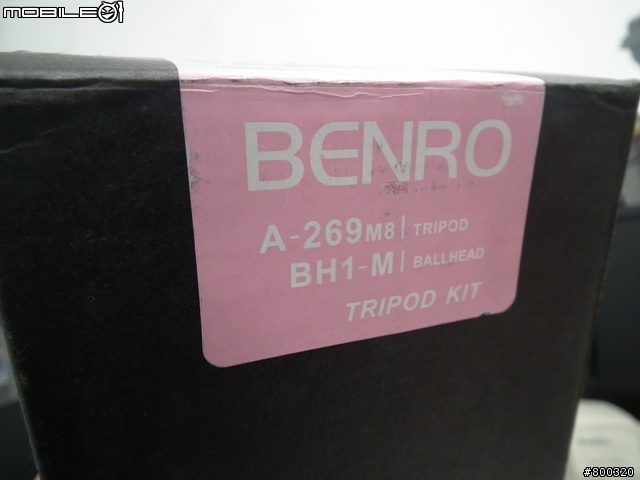 MOBILE01
BENRO
A-269M8 | TRIPOD
BH1-M | BALLHEAD
TRIPOD KIT
#800320